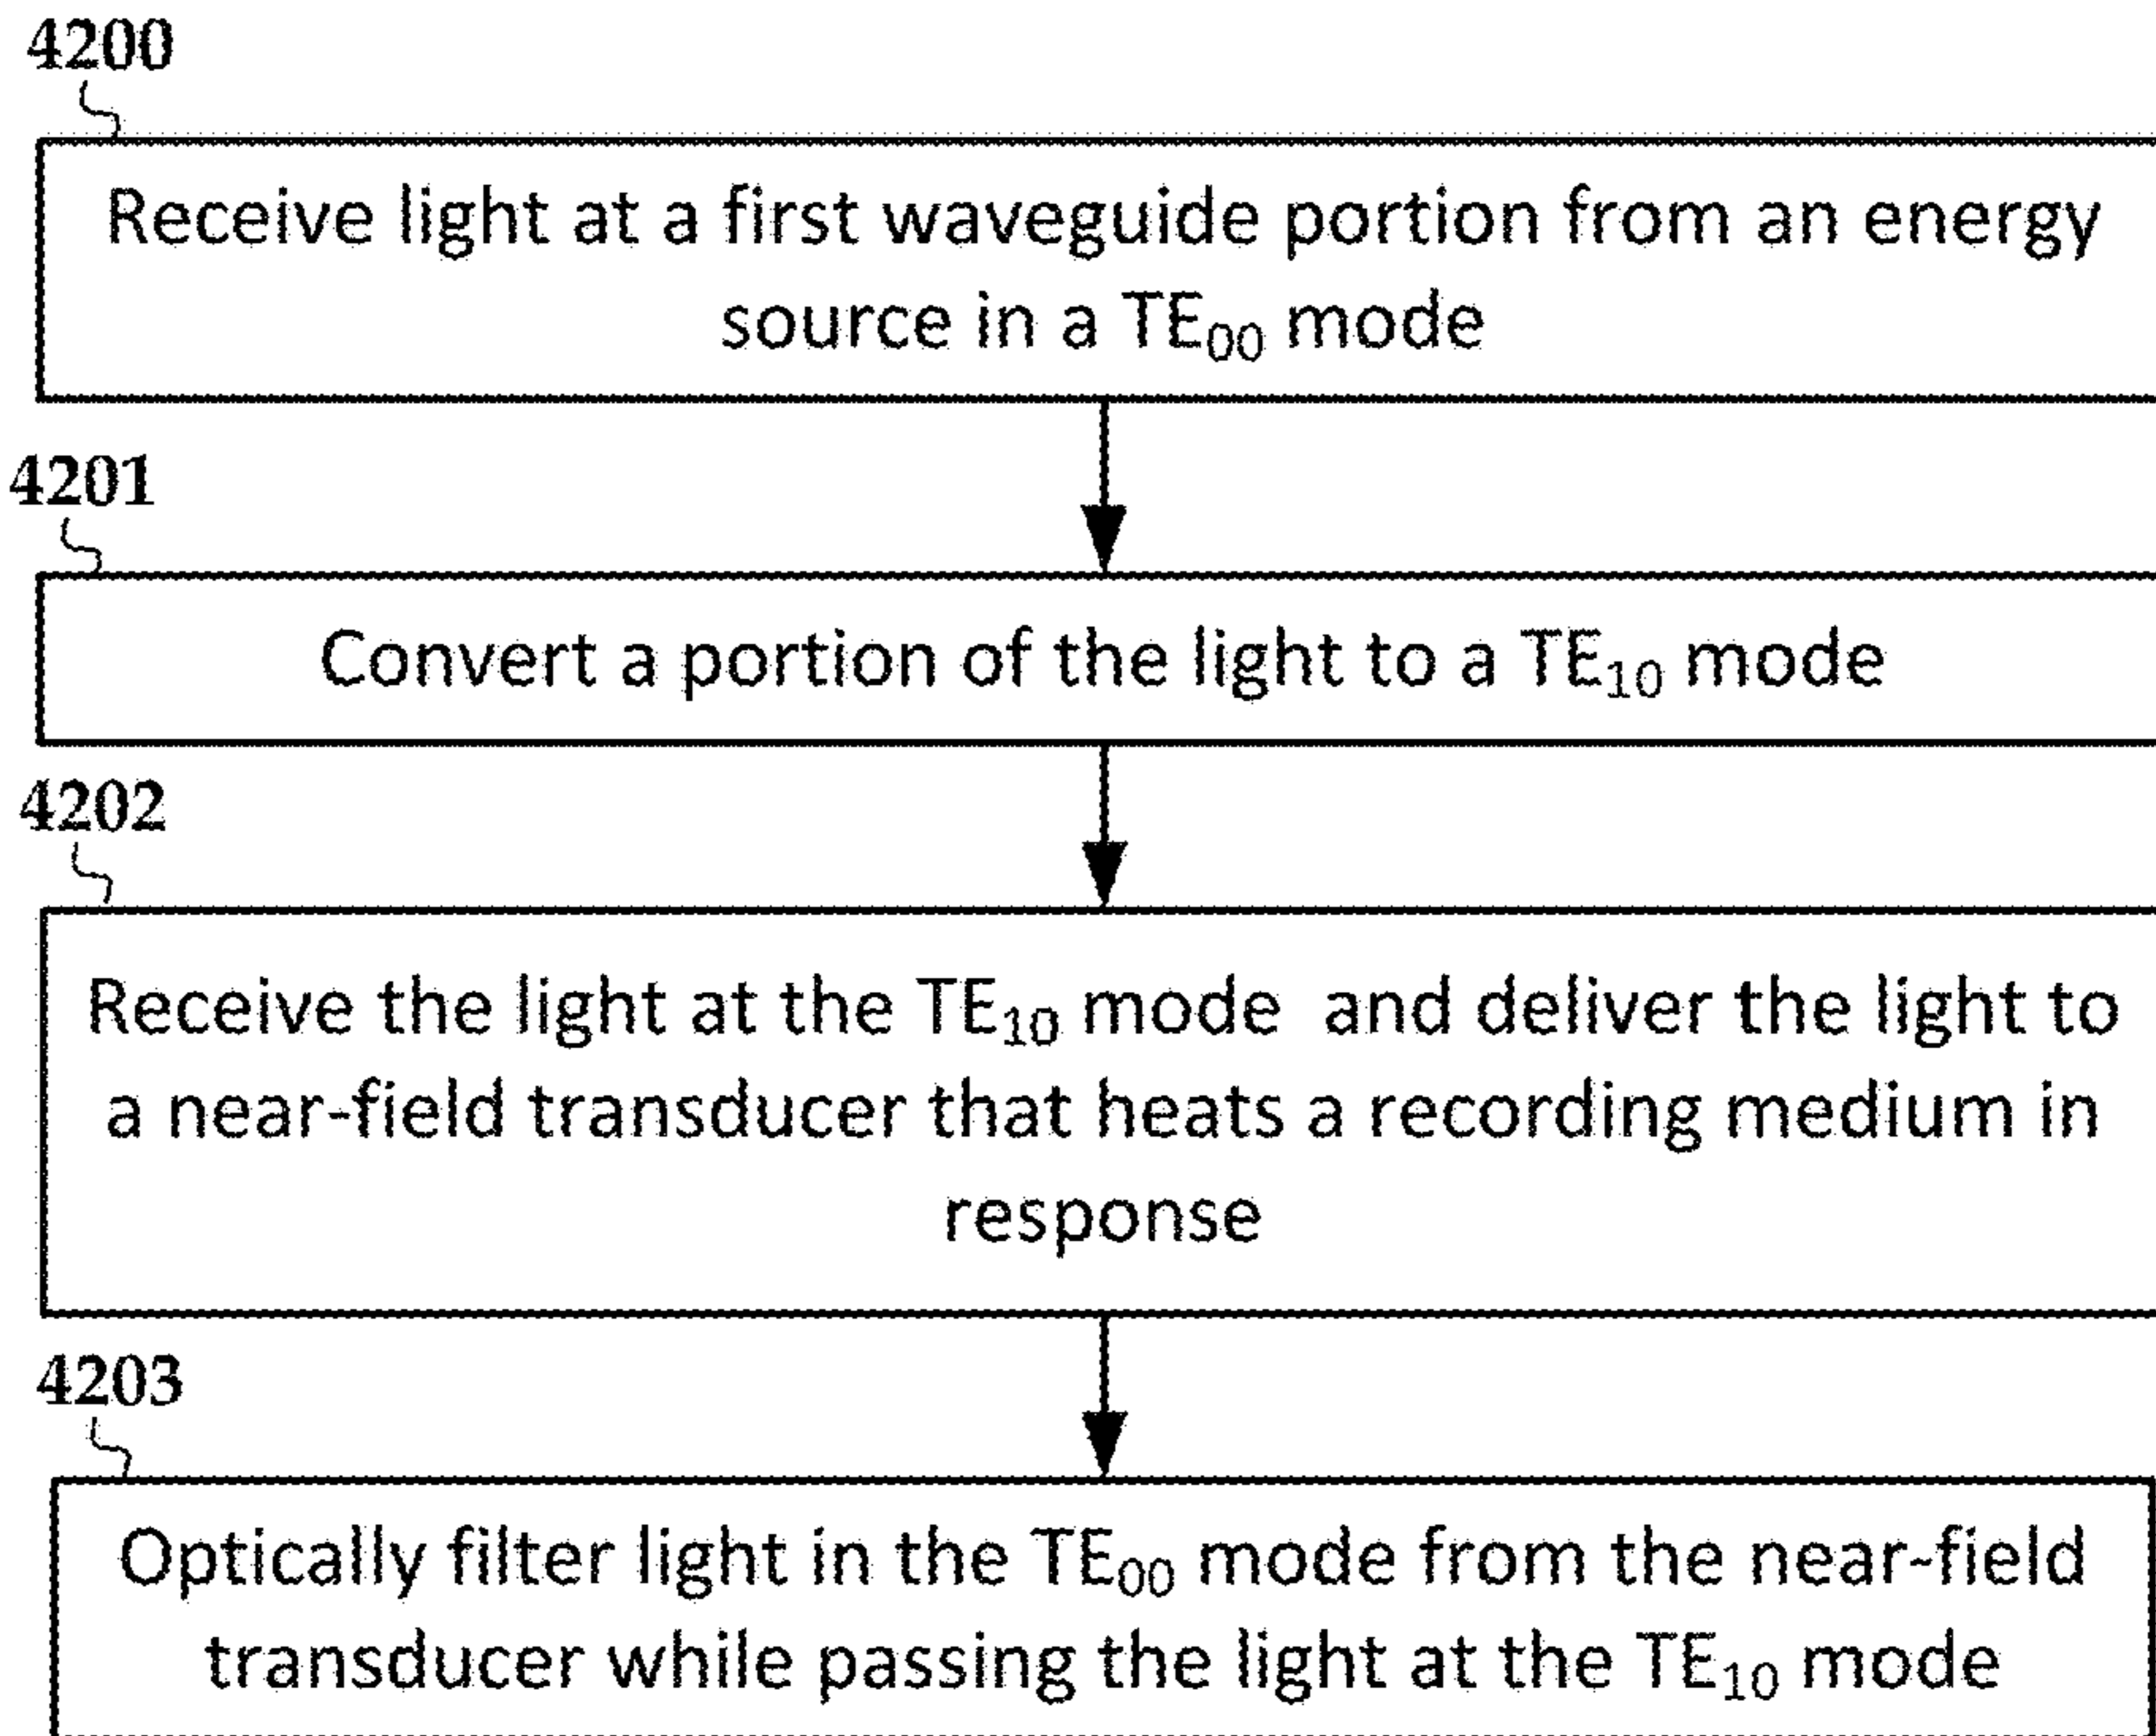 4200
Receive light at a first waveguide portion from an energy
source in a TE₀₀ mode
4201
Convert a portion of the light to a TE₁₀ mode
4202
Receive the light at the TE₁₀ mode and deliver the light to
a near-field transducer that heats a recording medium in
response
4203
Optically filter light in the TE₀₀ mode from the near-field
transducer while passing the light at the TE₁₀ mode